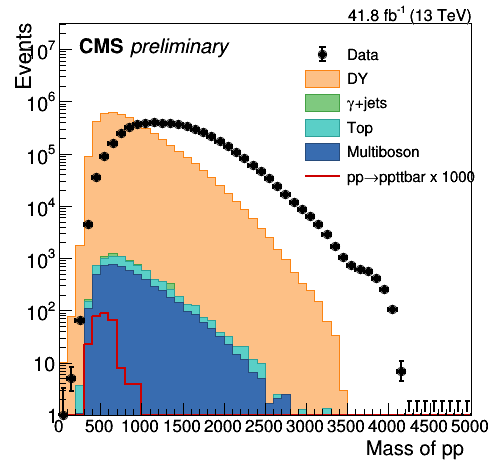 41.8 fb⁻¹ (13 TeV)
Events
CMS preliminary
Data
DY
γ+jets
Top
Multiboson
pp→ppttbar x 1000
10⁷
10⁶
10⁵
10⁴
10³
10²
10
1
0 500 1000 1500 2000 2500 3000 3500 4000 4500 5000
Mass of pp